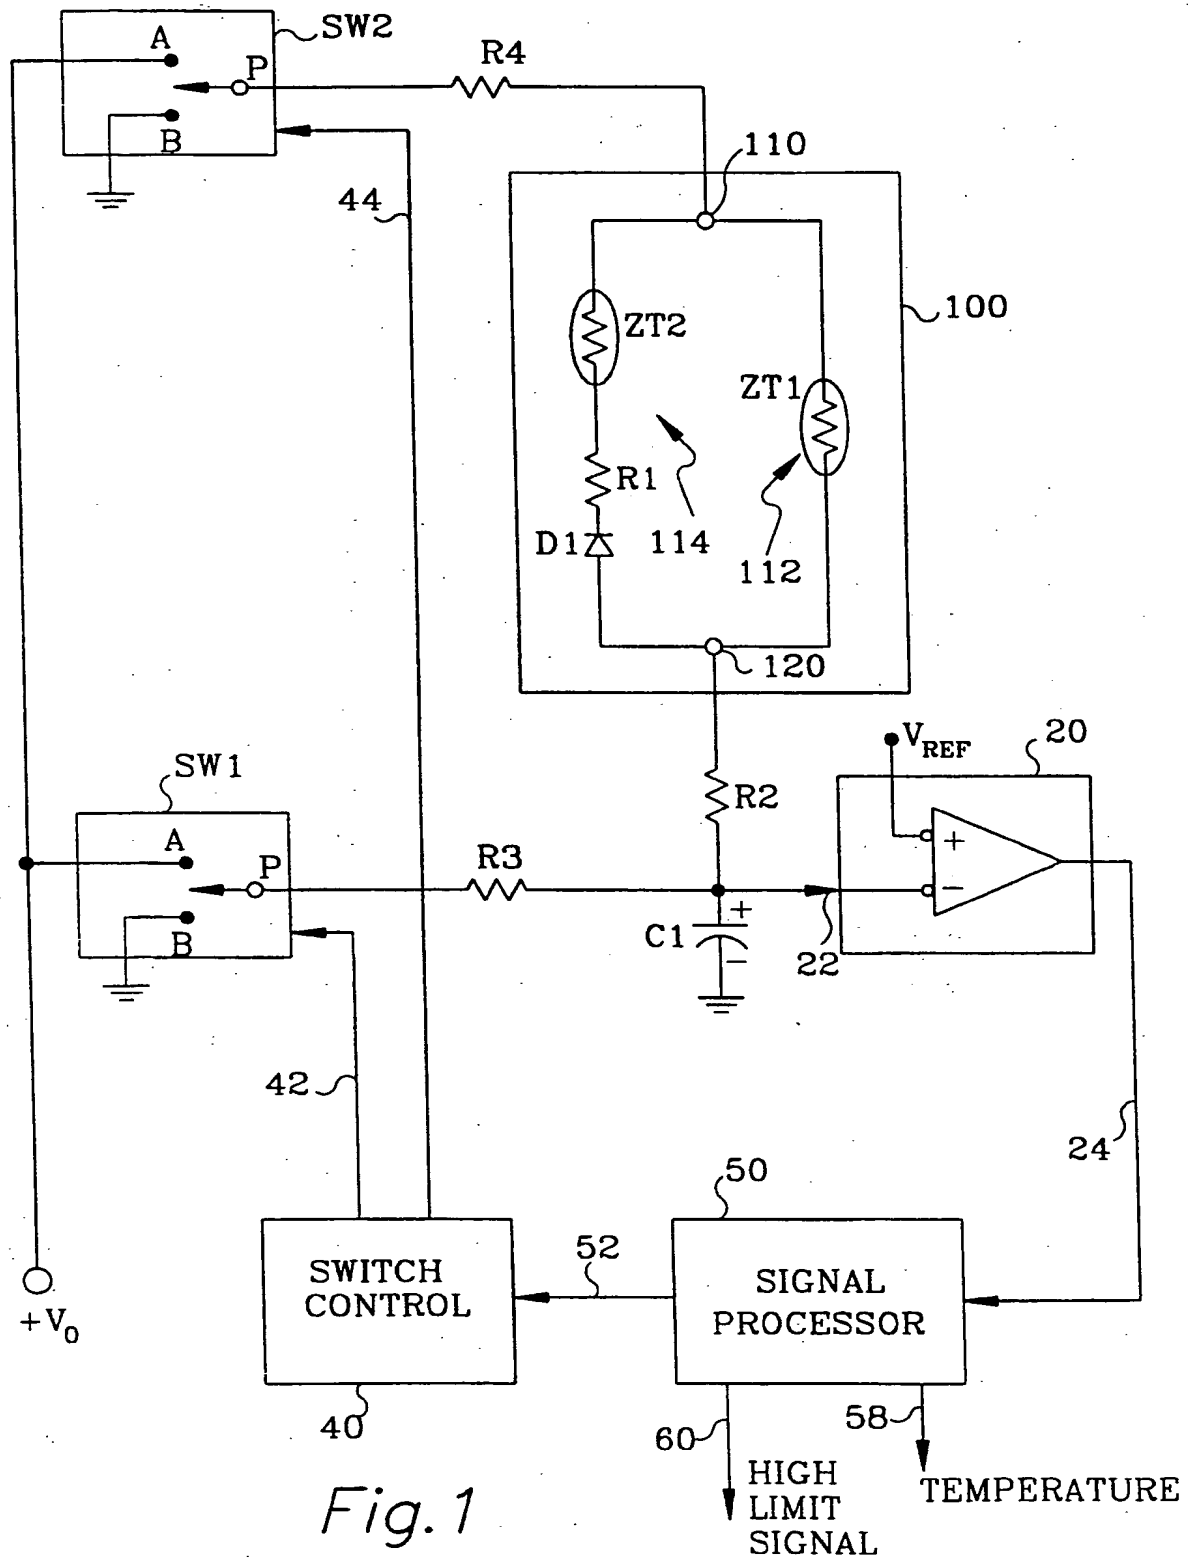 SW2
A
P
R4
B
110
44
100
ZT2
ZT1
R1
D1
114
112
120
SW1
VREF
20
A
P
R3
R2
+
−
B
C1
+
−
22
42
24
50
52
SWITCH
CONTROL
SIGNAL
PROCESSOR
+V0
40
60
58
HIGH
LIMIT
SIGNAL
TEMPERATURE
Fig. 1